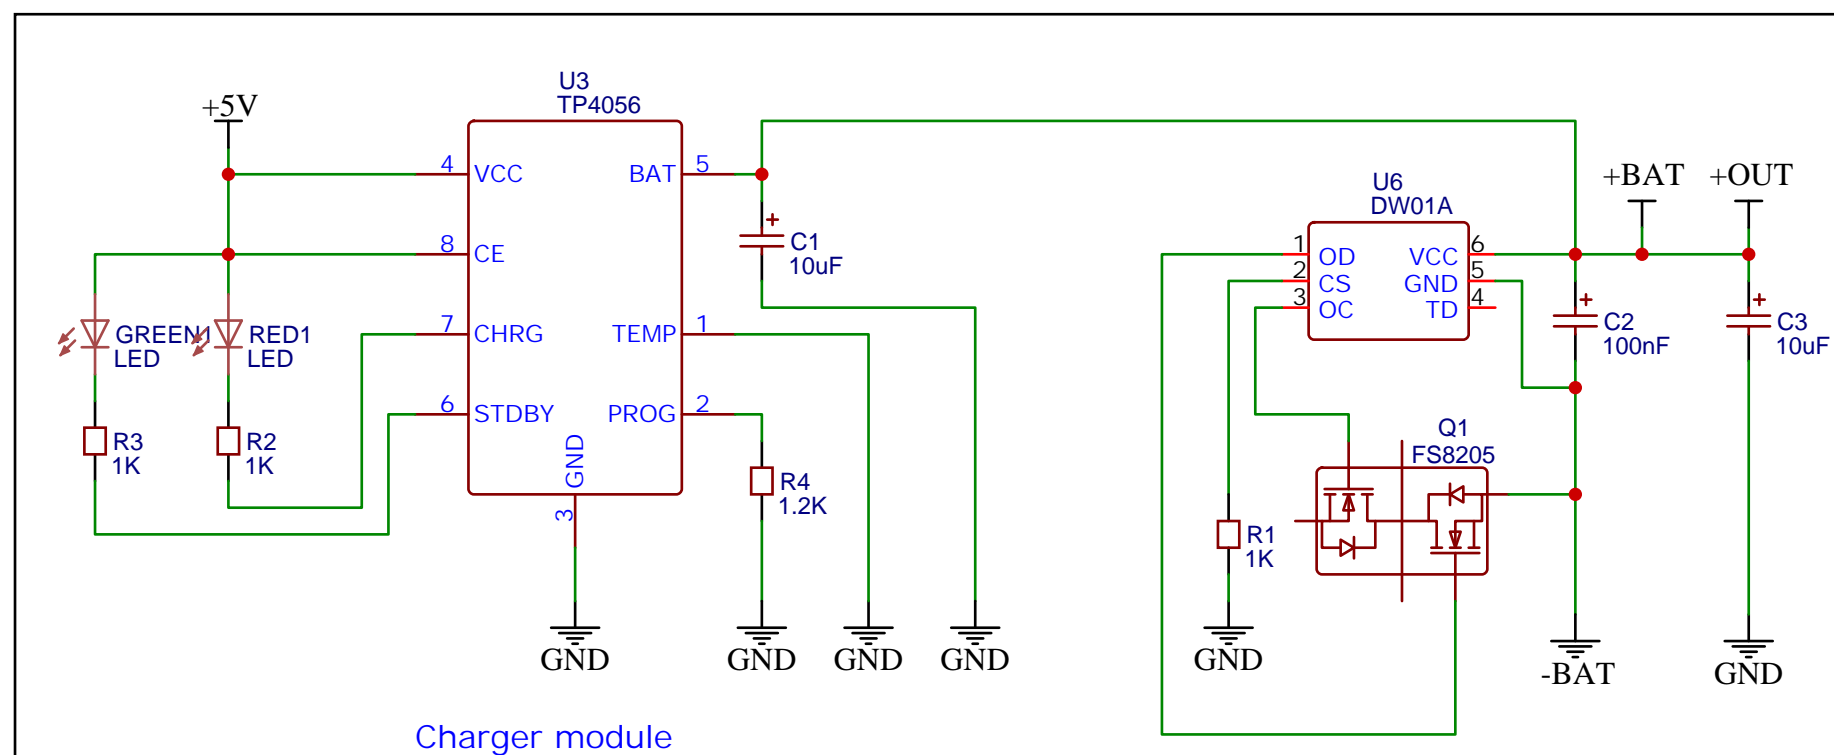 U3
TP4056
+5V
4
VCC
BAT
5
8
CE
7
CHRG
TEMP
1
6
STDBY
PROG
2
GND
3
C1
10uF
GREEN1
LED
RED1
LED
R3
1K
R2
1K
R4
1.2K
GND
GND
GND
GND
U6
DW01A
1
OD
VCC
6
2
CS
GND
5
3
OC
TD
4
+BAT
+OUT
C2
100nF
C3
10uF
Q1
FS8205
R1
1K
GND
-BAT
GND
Charger module